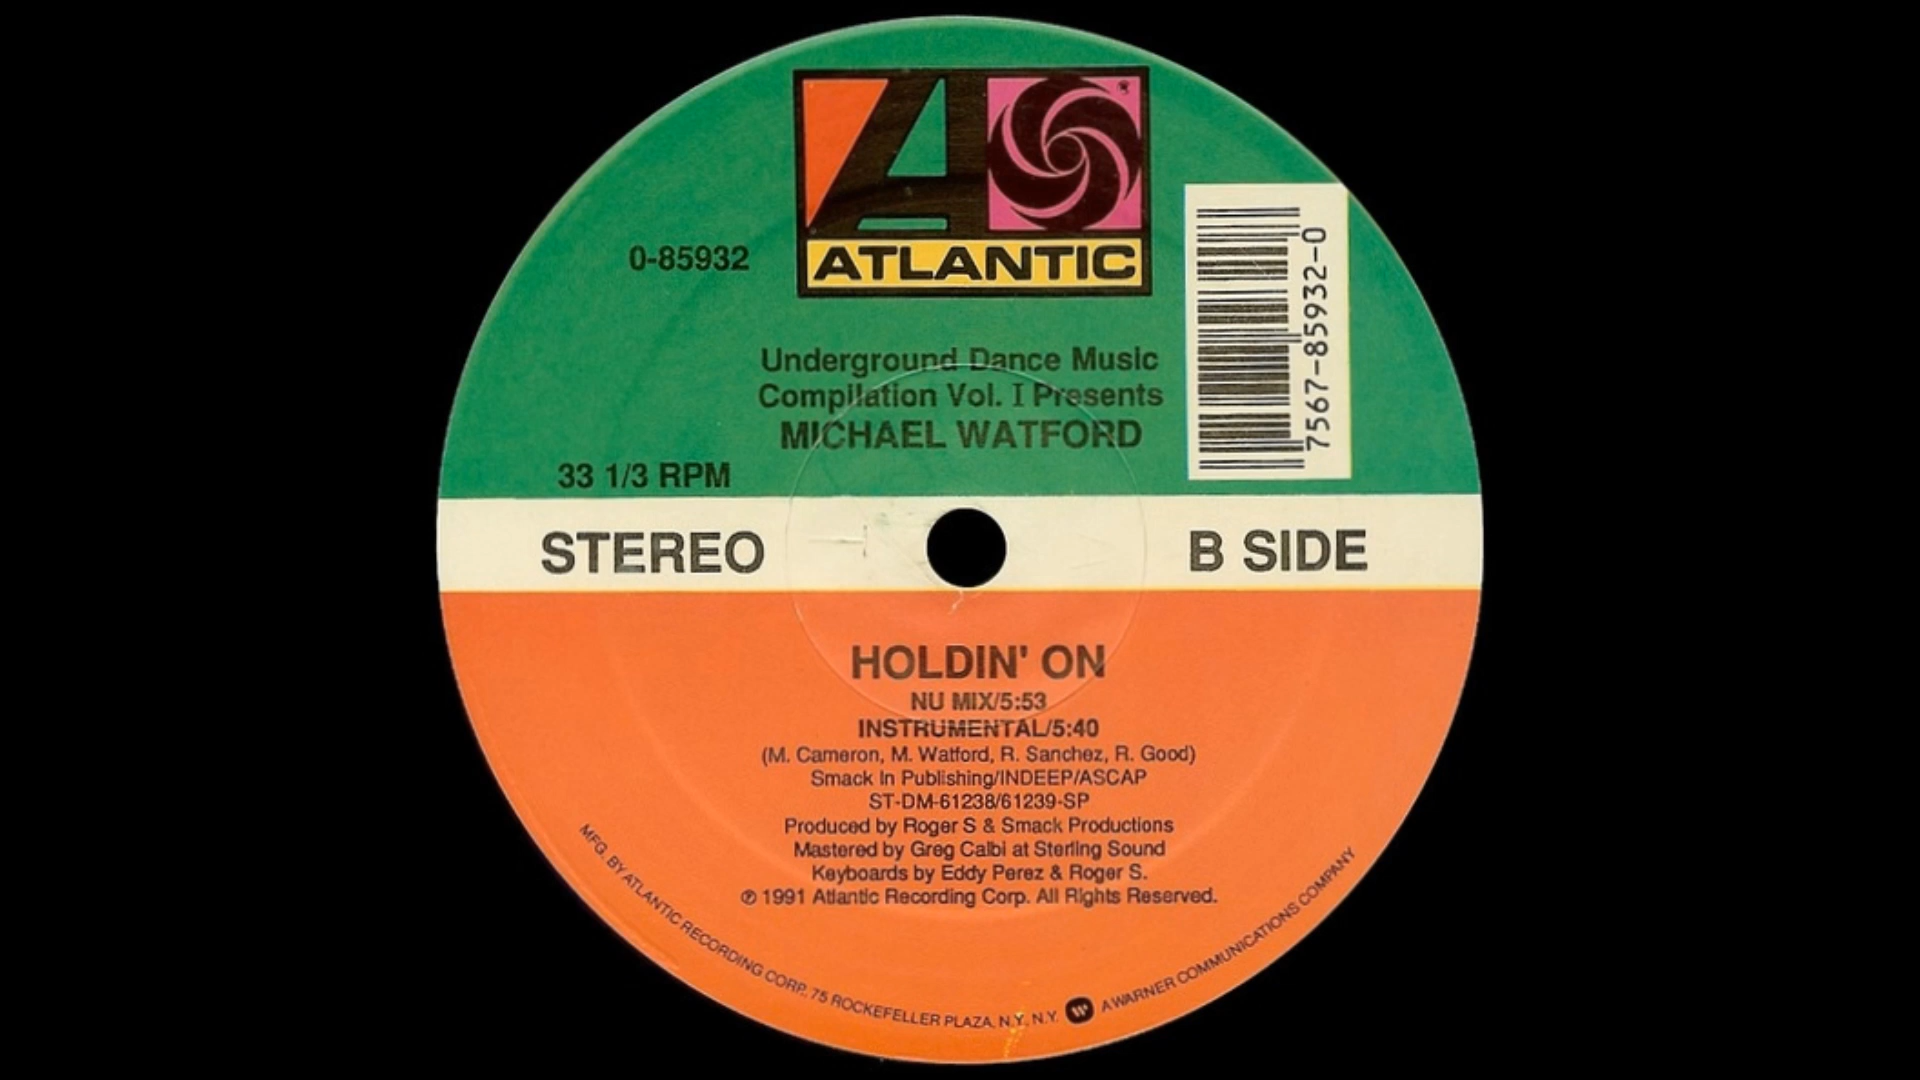 ATLANTIC
0-85932
7567-85932-0
Underground Dance Music
Compilation Vol. I Presents
MICHAEL WATFORD
33 1/3 RPM
STEREO
B SIDE
HOLDIN' ON
NU MIX/5:53
INSTRUMENTAL/5:40
(M. Cameron, M. Watford, R. Sanchez, R. Good)
Smack In Publishing/INDEEP/ASCAP
ST-DM-61238/61239-SP
Produced by Roger S & Smack Productions
Mastered by Greg Calbi at Sterling Sound
Keyboards by Eddy Perez & Roger S.
℗ 1991 Atlantic Recording Corp. All Rights Reserved.
MFG. BY ATLANTIC RECORDING CORP., 75 ROCKEFELLER PLAZA, N.Y., N.Y. A WARNER COMMUNICATIONS COMPANY